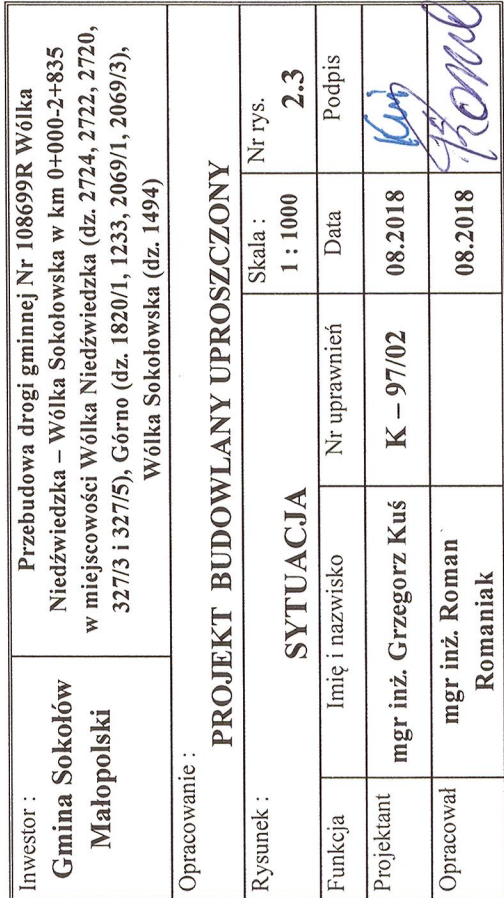 Inwestor :
Gmina Sokołów
Małopolski
Przebudowa drogi gminnej Nr 108699R Wólka
Niedźwiedzka – Wólka Sokołowska w km 0+000-2+835
w miejscowości Wólka Niedźwiedzka (dz. 2724, 2722, 2720,
327/3 i 327/5), Górno (dz. 1820/1, 1233, 2069/1, 2069/3),
Wólka Sokołowska (dz. 1494)
Opracowanie :
PROJEKT BUDOWLANY UPROSZCZONY
Rysunek :
SYTUACJA
Skala :
1 : 1000
Nr rys.
2.3
Funkcja Imię i nazwisko Nr uprawnień Data Podpis
Projektant mgr inż. Grzegorz Kuś K – 97/02 08.2018
Opracował mgr inż. Roman 08.2018
Romaniak